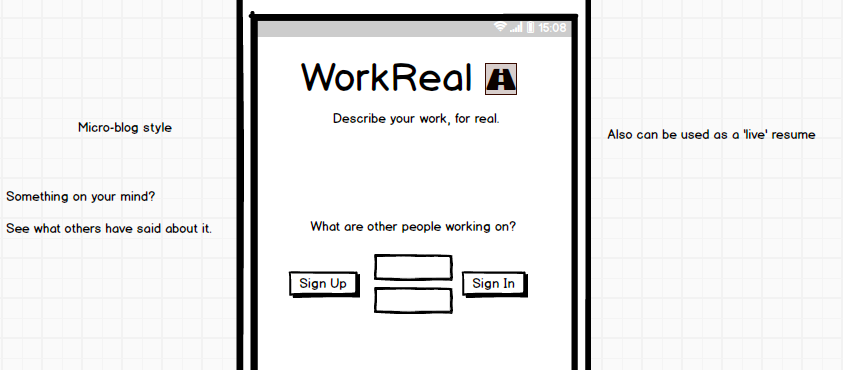 15:08
WorkReal
Describe your work, for real.
Micro-blog style
Also can be used as a 'live' resume
Something on your mind?
See what others have said about it.
What are other people working on?
Sign Up
Sign In